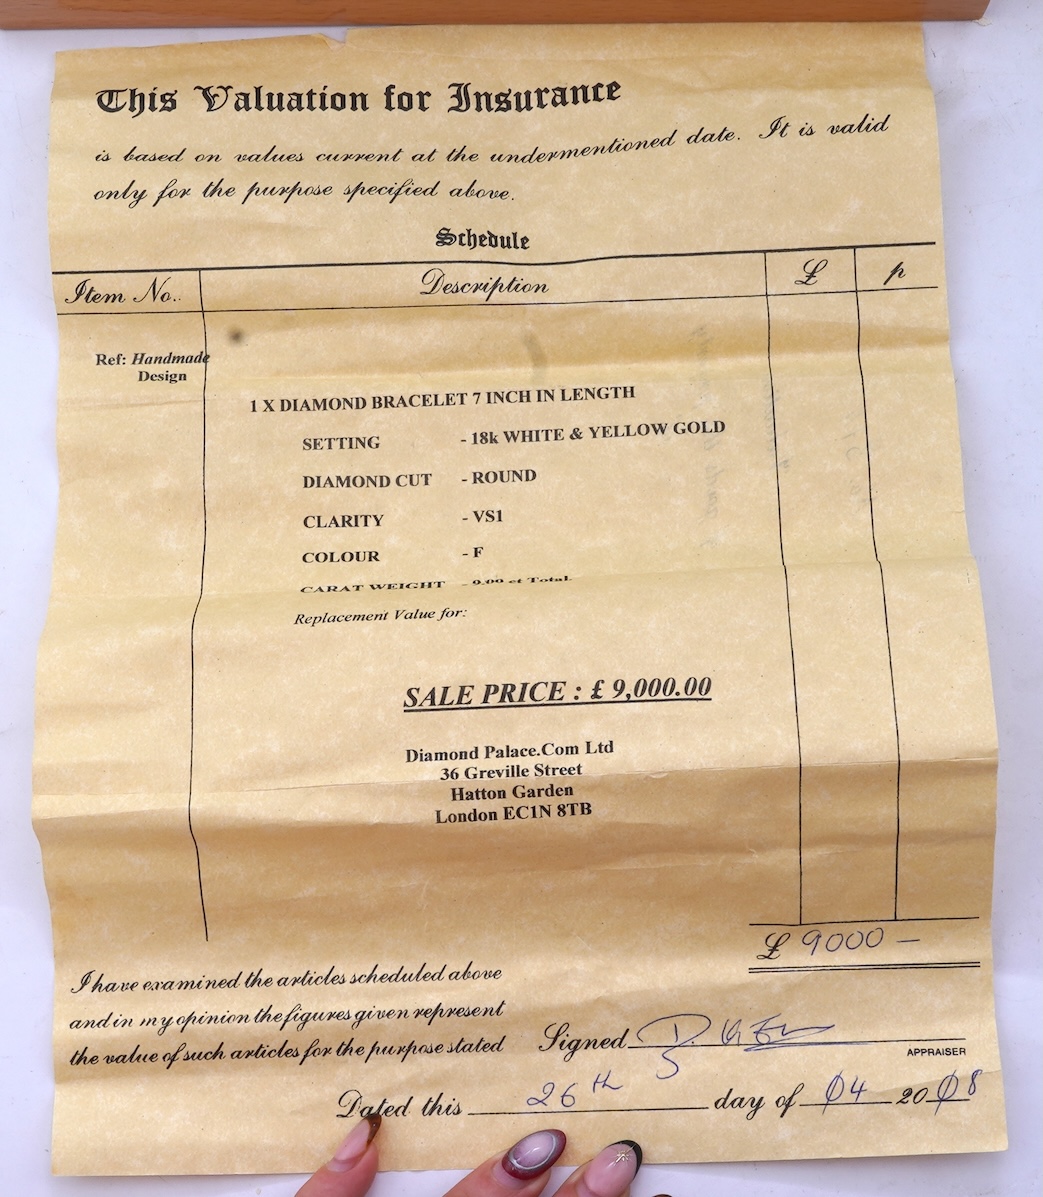 This Valuation for Insurance
is based on values current at the undermentioned date. It is valid
only for the purpose specified above.
Schedule
Item No.. Description £ p
Ref: Handmade
Design
1 X DIAMOND BRACELET 7 INCH IN LENGTH
SETTING - 18k WHITE & YELLOW GOLD
DIAMOND CUT - ROUND
CLARITY - VS1
COLOUR - F
CARAT WEIGHT - ct Total
Replacement Value for:
SALE PRICE : £ 9,000.00
Diamond Palace.Com Ltd
36 Greville Street
Hatton Garden
London EC1N 8TB
£ 9000 —
I have examined the articles scheduled above
and in my opinion the figures given represent
the value of such articles for the purpose stated
Signed
APPRAISER
Dated this 26th day of 04 2008